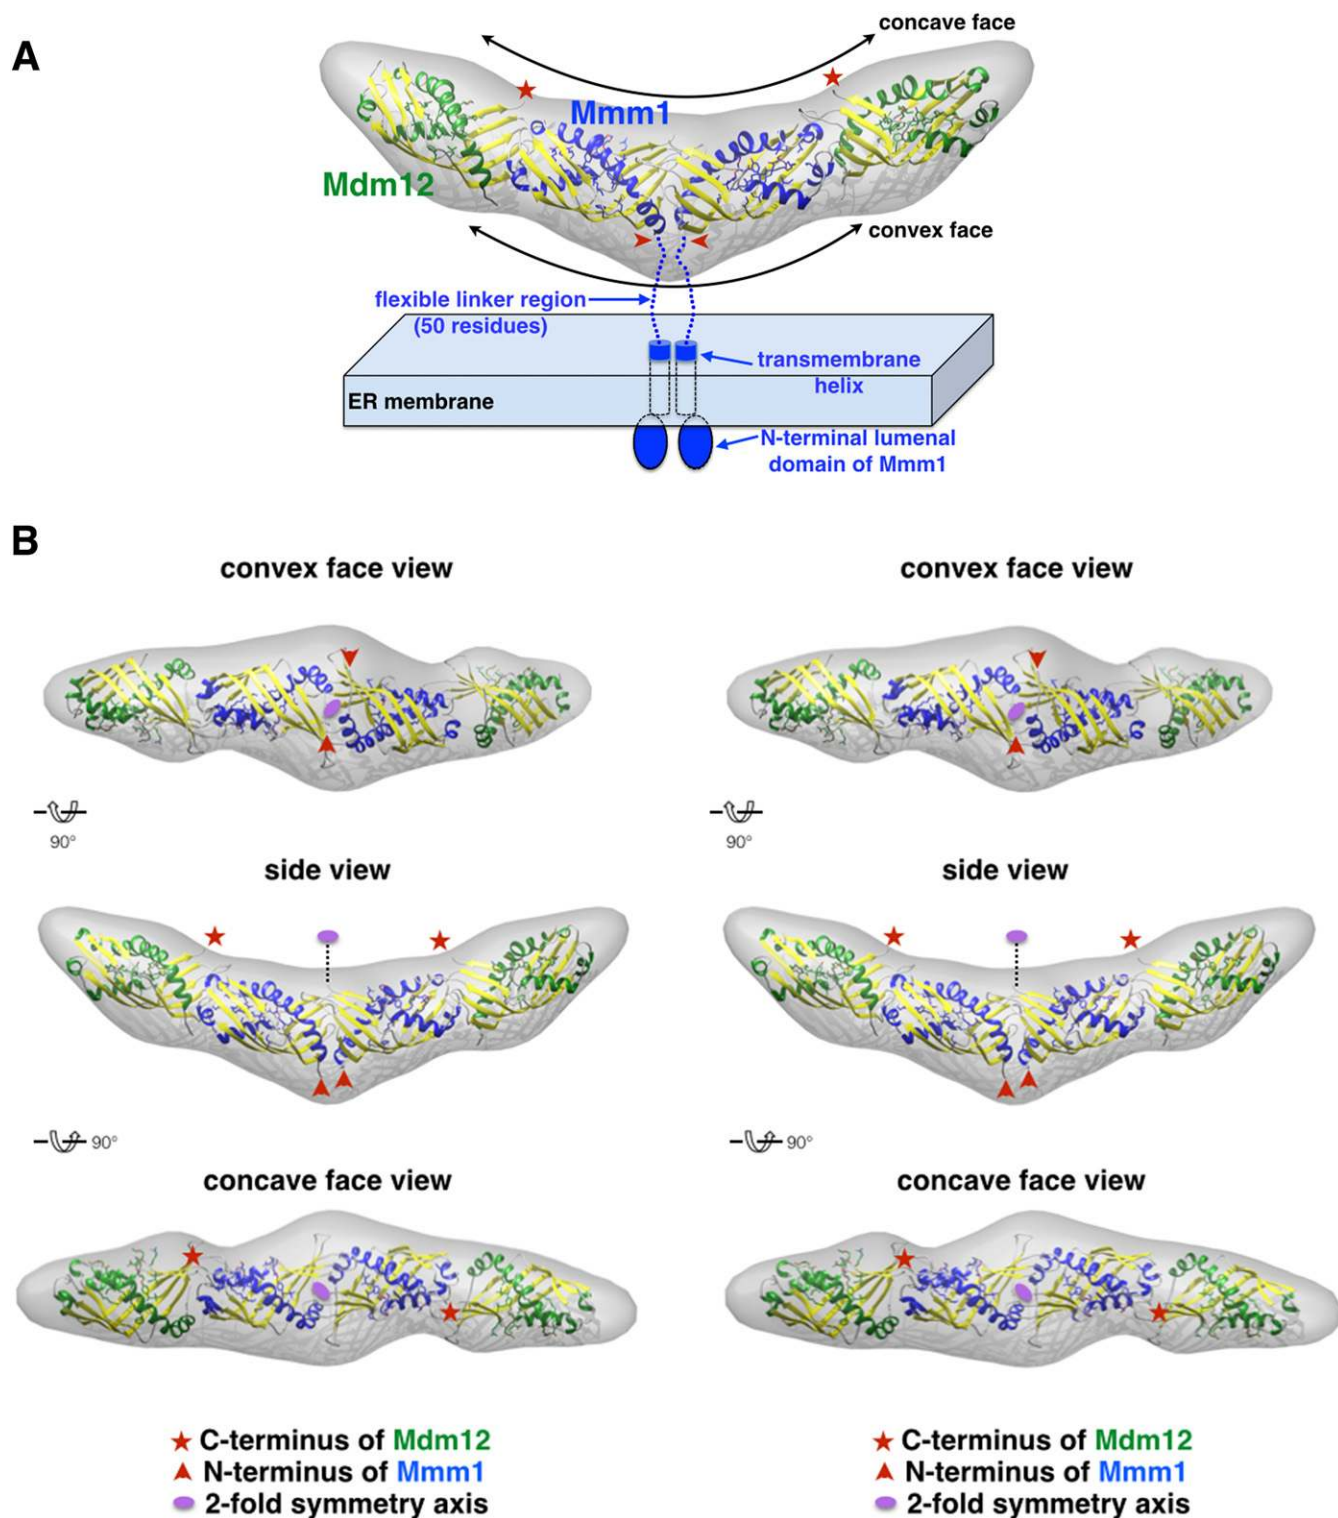 A
concave face
Mmm1
Mdm12
convex face
flexible linker region
(50 residues)
transmembrane
helix
ER membrane
N-terminal lumenal
domain of Mmm1
B
convex face view
convex face view
90°
90°
side view
side view
90°
90°
concave face view
concave face view
C-terminus of Mdm12
N-terminus of Mmm1
2-fold symmetry axis
C-terminus of Mdm12
N-terminus of Mmm1
2-fold symmetry axis